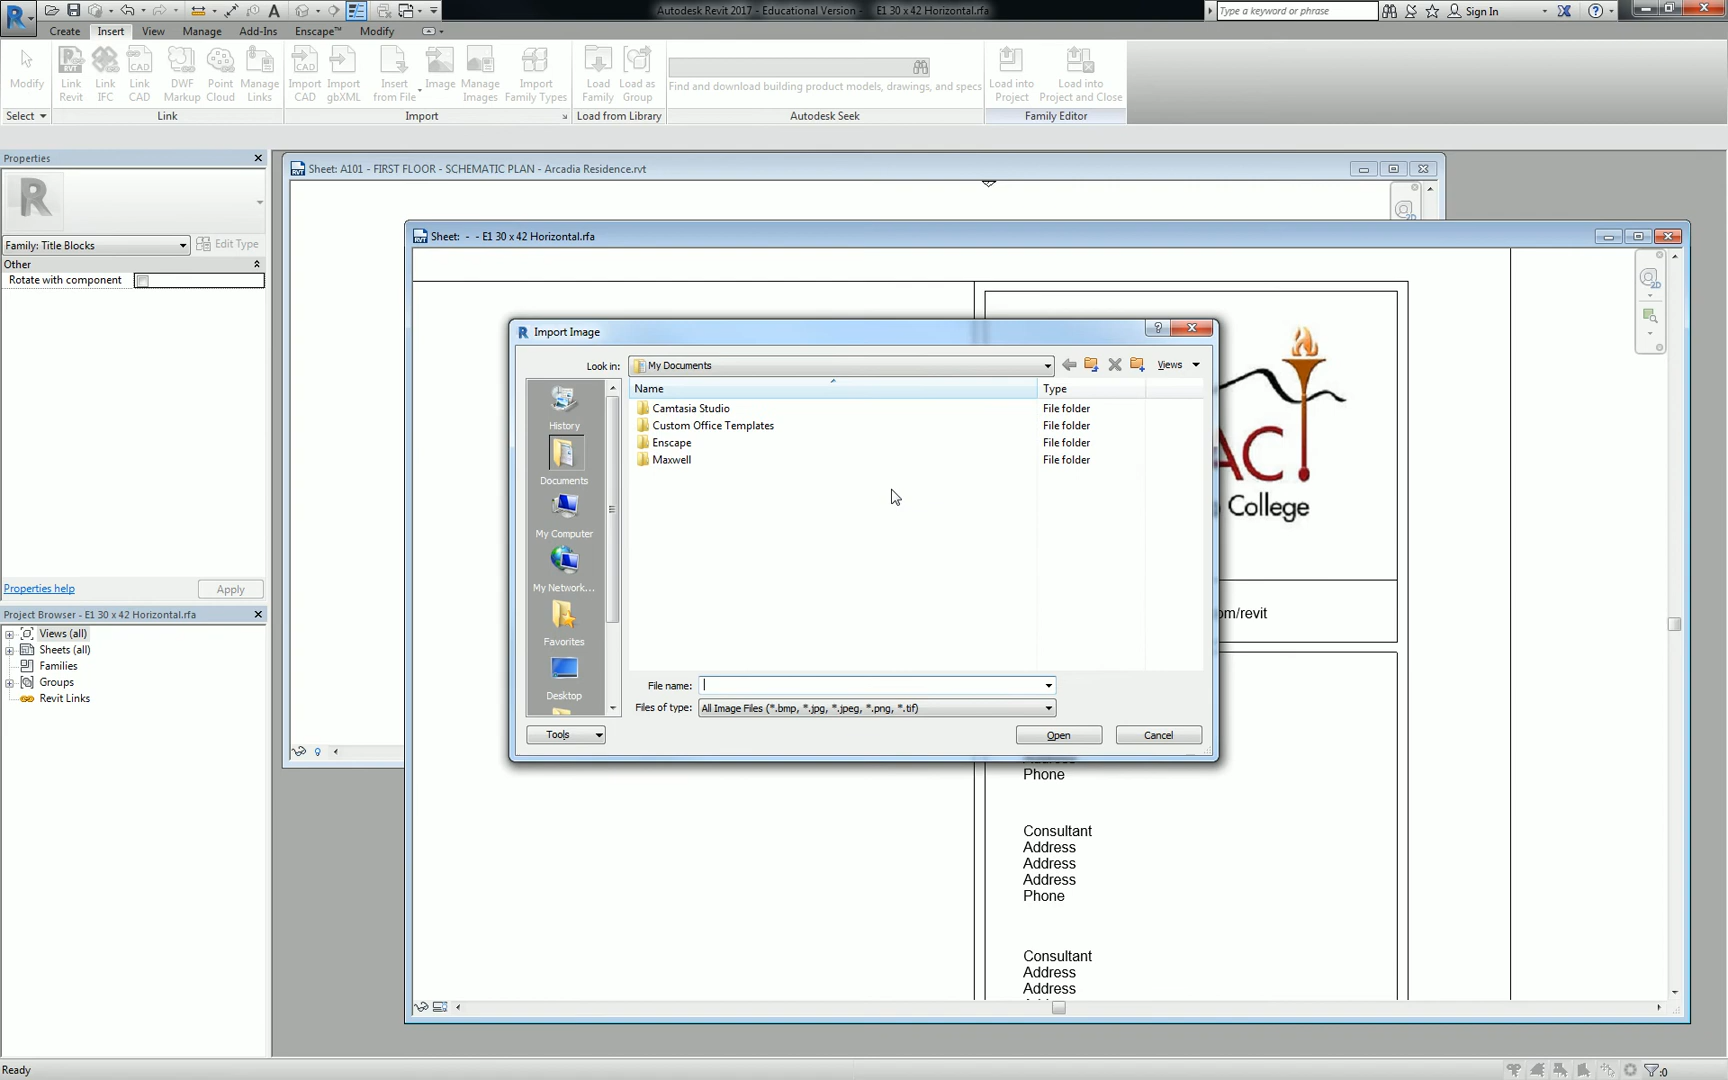 Autodesk Revit 2017 - Educational Version - E1 30 x 42 Horizontal.rfa
Type a keyword or phrase
Sign In
Create Insert View Manage Add-Ins Enscape™ Modify
Modify
Link Revit
Link IFC
Link CAD
DWF Markup
Point Cloud
Manage Links
Import CAD
Import gbXML
Insert from File
Image
Manage Images
Import Family Types
Load Family
Load as Group
Find and download building product models, drawings, and specs
Load into Project
Load into Project and Close
Select
Link
Import
Load from Library
Autodesk Seek
Family Editor
Properties
Sheet: A101 - FIRST FLOOR - SCHEMATIC PLAN - Arcadia Residence.rvt
R
Family: Title Blocks
Edit Type
Other
Rotate with component
Properties help
Apply
Project Browser - E1 30 x 42 Horizontal.rfa
Views (all)
Sheets (all)
Families
Groups
Revit Links
Sheet: - - E1 30 x 42 Horizontal.rfa
2D
Import Image
Look in:
My Documents
Views
Name
Type
Camtasia Studio File folder
Custom Office Templates File folder
Enscape File folder
Maxwell File folder
History
Documents
My Computer
My Network...
Favorites
Desktop
File name:
Files of type:
All Image Files (*.bmp, *.jpg, *.jpeg, *.png, *.tif)
Tools
Open
Cancel
AC
College
om/revit
Phone
Consultant
Address
Address
Address
Phone
Consultant
Address
Address
Ready
:0